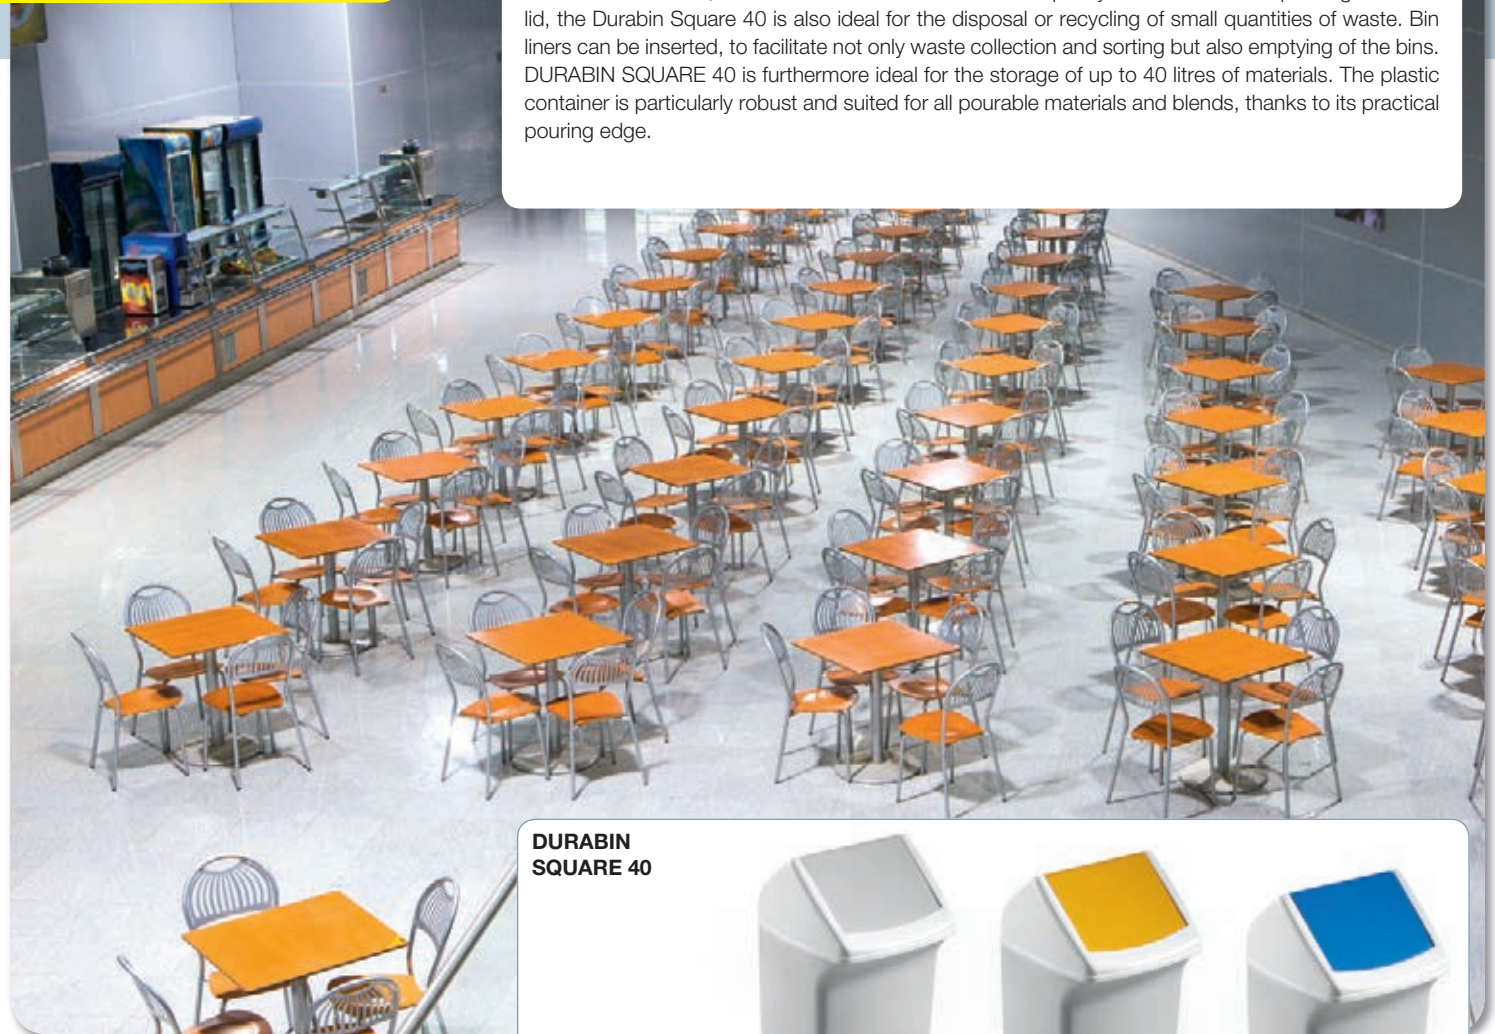 lid, the Durabin Square 40 is also ideal for the disposal or recycling of small quantities of waste. Bin
liners can be inserted, to facilitate not only waste collection and sorting but also emptying of the bins.
DURABIN SQUARE 40 is furthermore ideal for the storage of up to 40 litres of materials. The plastic
container is particularly robust and suited for all pourable materials and blends, thanks to its practical
pouring edge.
DURABIN
SQUARE 40